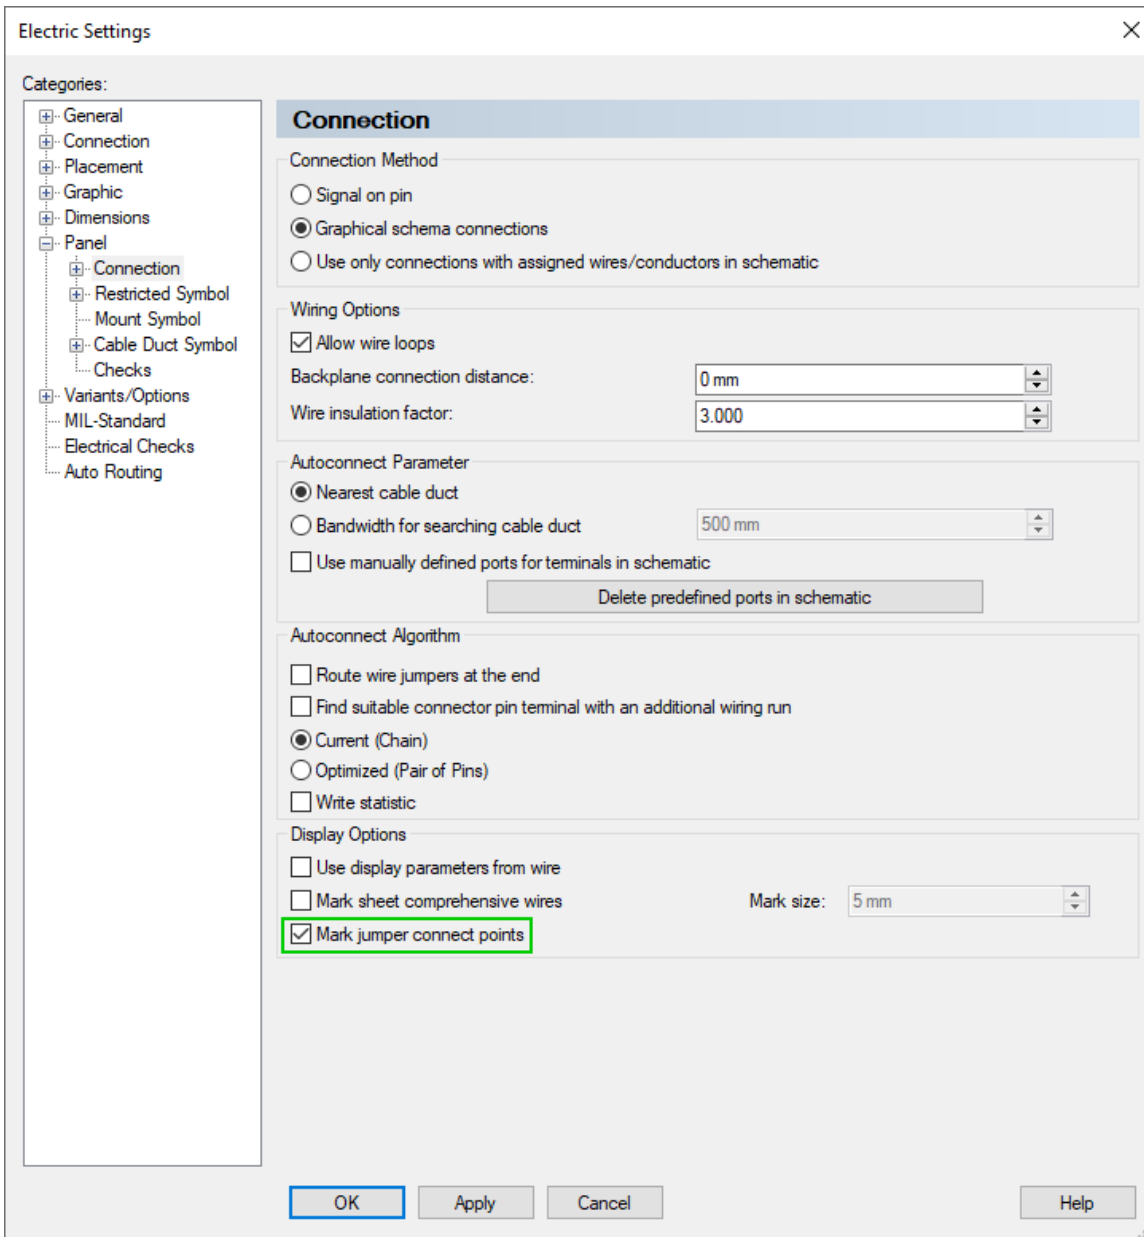 Electric Settings
Categories:
General
Connection
Placement
Graphic
Dimensions
Panel
Connection
Restricted Symbol
Mount Symbol
Cable Duct Symbol
Checks
Variants/Options
MIL-Standard
Electrical Checks
Auto Routing
Connection
Connection Method
Signal on pin
Graphical schema connections
Use only connections with assigned wires/conductors in schematic
Wiring Options
Allow wire loops
Backplane connection distance: 0 mm
Wire insulation factor: 3.000
Autoconnect Parameter
Nearest cable duct
Bandwidth for searching cable duct 500 mm
Use manually defined ports for terminals in schematic
Delete predefined ports in schematic
Autoconnect Algorithm
Route wire jumpers at the end
Find suitable connector pin terminal with an additional wiring run
Current (Chain)
Optimized (Pair of Pins)
Write statistic
Display Options
Use display parameters from wire
Mark sheet comprehensive wires Mark size: 5 mm
Mark jumper connect points
OK Apply Cancel Help